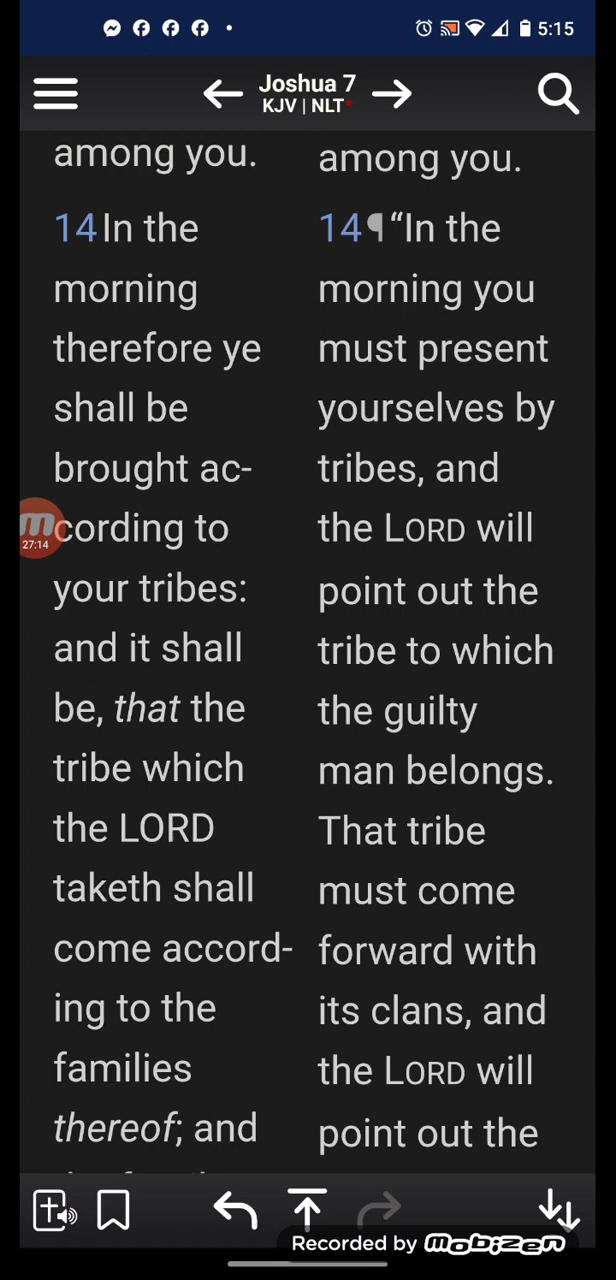 5:15
Joshua 7
KJV | NLT*
among you.
14 In the
morning
therefore ye
shall be
brought ac-
cording to
your tribes:
and it shall
be, that the
tribe which
the LORD
taketh shall
come accord-
ing to the
families
thereof; and
among you.
14 ¶ “In the
morning you
must present
yourselves by
tribes, and
the LORD will
point out the
tribe to which
the guilty
man belongs.
That tribe
must come
forward with
its clans, and
the LORD will
point out the
27:14
Recorded by mobizen